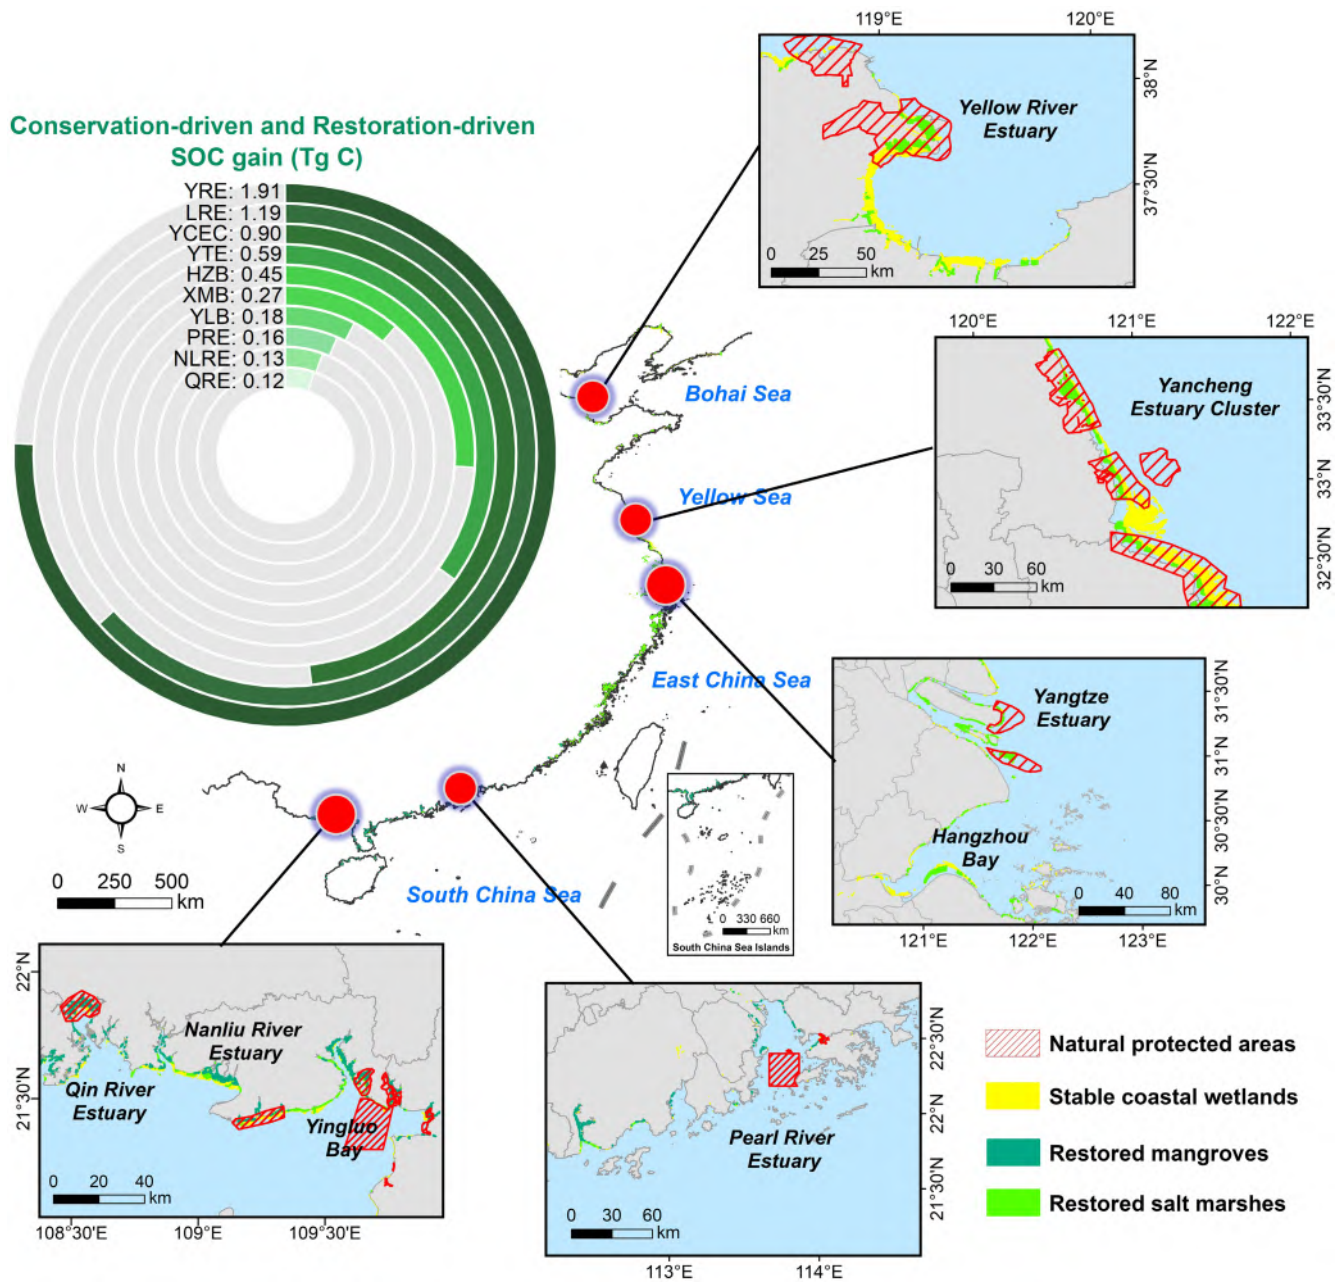 Conservation-driven and Restoration-driven
SOC gain (Tg C)
YRE: 1.91
LRE: 1.19
YCEC: 0.90
YTE: 0.59
HZB: 0.45
XMB: 0.27
YLB: 0.18
PRE: 0.16
NLRE: 0.13
QRE: 0.12
119°E 120°E
Yellow River
Estuary
38°N
37°30'N
0 25 50
km
Bohai Sea
Yellow Sea
East China Sea
South China Sea
120°E 121°E 122°E
Yancheng
Estuary Cluster
33°30'N
33°N
32°30'N
0 30 60
km
Yangtze
Estuary
Hangzhou
Bay
31°30'N
31°N
30°30'N
30°N
0 40 80
km
121°E 122°E 123°E
N
W E
S
0 250 500
km
0 330 660
km
South China Sea Islands
22°N
21°30'N
Nanliu River
Estuary
Qin River
Estuary
Yingluo
Bay
0 20 40
km
108°30'E 109°E 109°30'E
Pearl River
Estuary
22°30'N
22°N
21°30'N
0 30 60
km
113°E 114°E
Natural protected areas
Stable coastal wetlands
Restored mangroves
Restored salt marshes